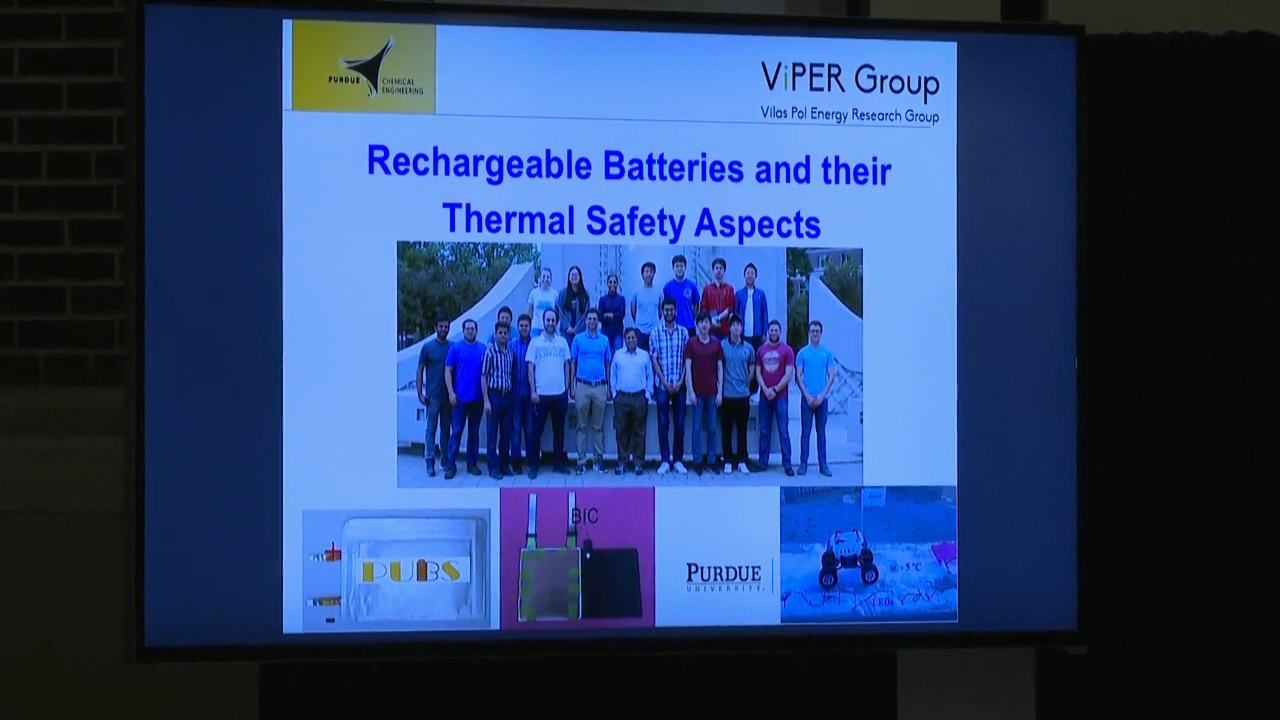 PURDUE
CHEMICAL
ENGINEERING
ViPER Group
Vilas Pol Energy Research Group
Rechargeable Batteries and their
Thermal Safety Aspects
PUBS
BIC
PURDUE
UNIVERSITY